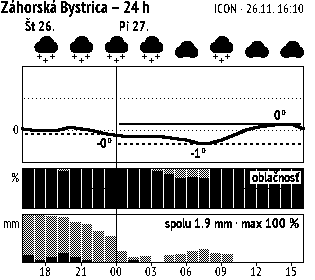 Záhorská Bystrica – 24 h
ICON · 26.11. 16:10
Št 26.
Pi 27.
0°
0
-0°
-1°
%
oblačnosť
mm
spolu 1.9 mm · max 100 %
18 21 00 03 06 09 12 15